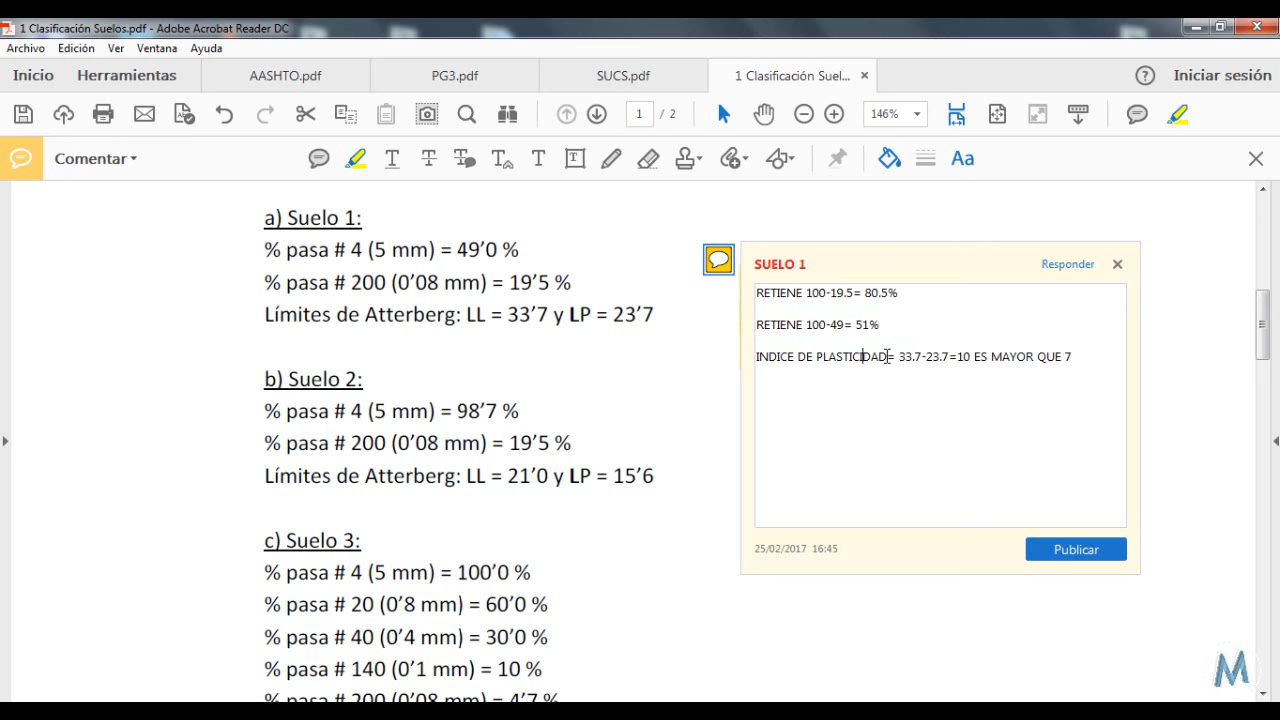 1 Clasificación Suelos.pdf - Adobe Acrobat Reader DC
Archivo Edición Ver Ventana Ayuda
Inicio Herramientas AASHTO.pdf PG3.pdf SUCS.pdf 1 Clasificación Suel... × ? Iniciar sesión
1 / 2 146%
Comentar
a) Suelo 1:
% pasa # 4 (5 mm) = 49’0 %
% pasa # 200 (0’08 mm) = 19’5 %
Límites de Atterberg: LL = 33’7 y LP = 23’7
b) Suelo 2:
% pasa # 4 (5 mm) = 98’7 %
% pasa # 200 (0’08 mm) = 19’5 %
Límites de Atterberg: LL = 21’0 y LP = 15’6
c) Suelo 3:
% pasa # 4 (5 mm) = 100’0 %
% pasa # 20 (0’8 mm) = 60’0 %
% pasa # 40 (0’4 mm) = 30’0 %
% pasa # 140 (0’1 mm) = 10 %
% pasa # 200 (0’08 mm) = 4’7 %
SUELO 1 Responder
RETIENE 100-19.5= 80.5%
RETIENE 100-49= 51%
INDICE DE PLASTICIDAD= 33.7-23.7=10 ES MAYOR QUE 7
25/02/2017 16:45 Publicar
M